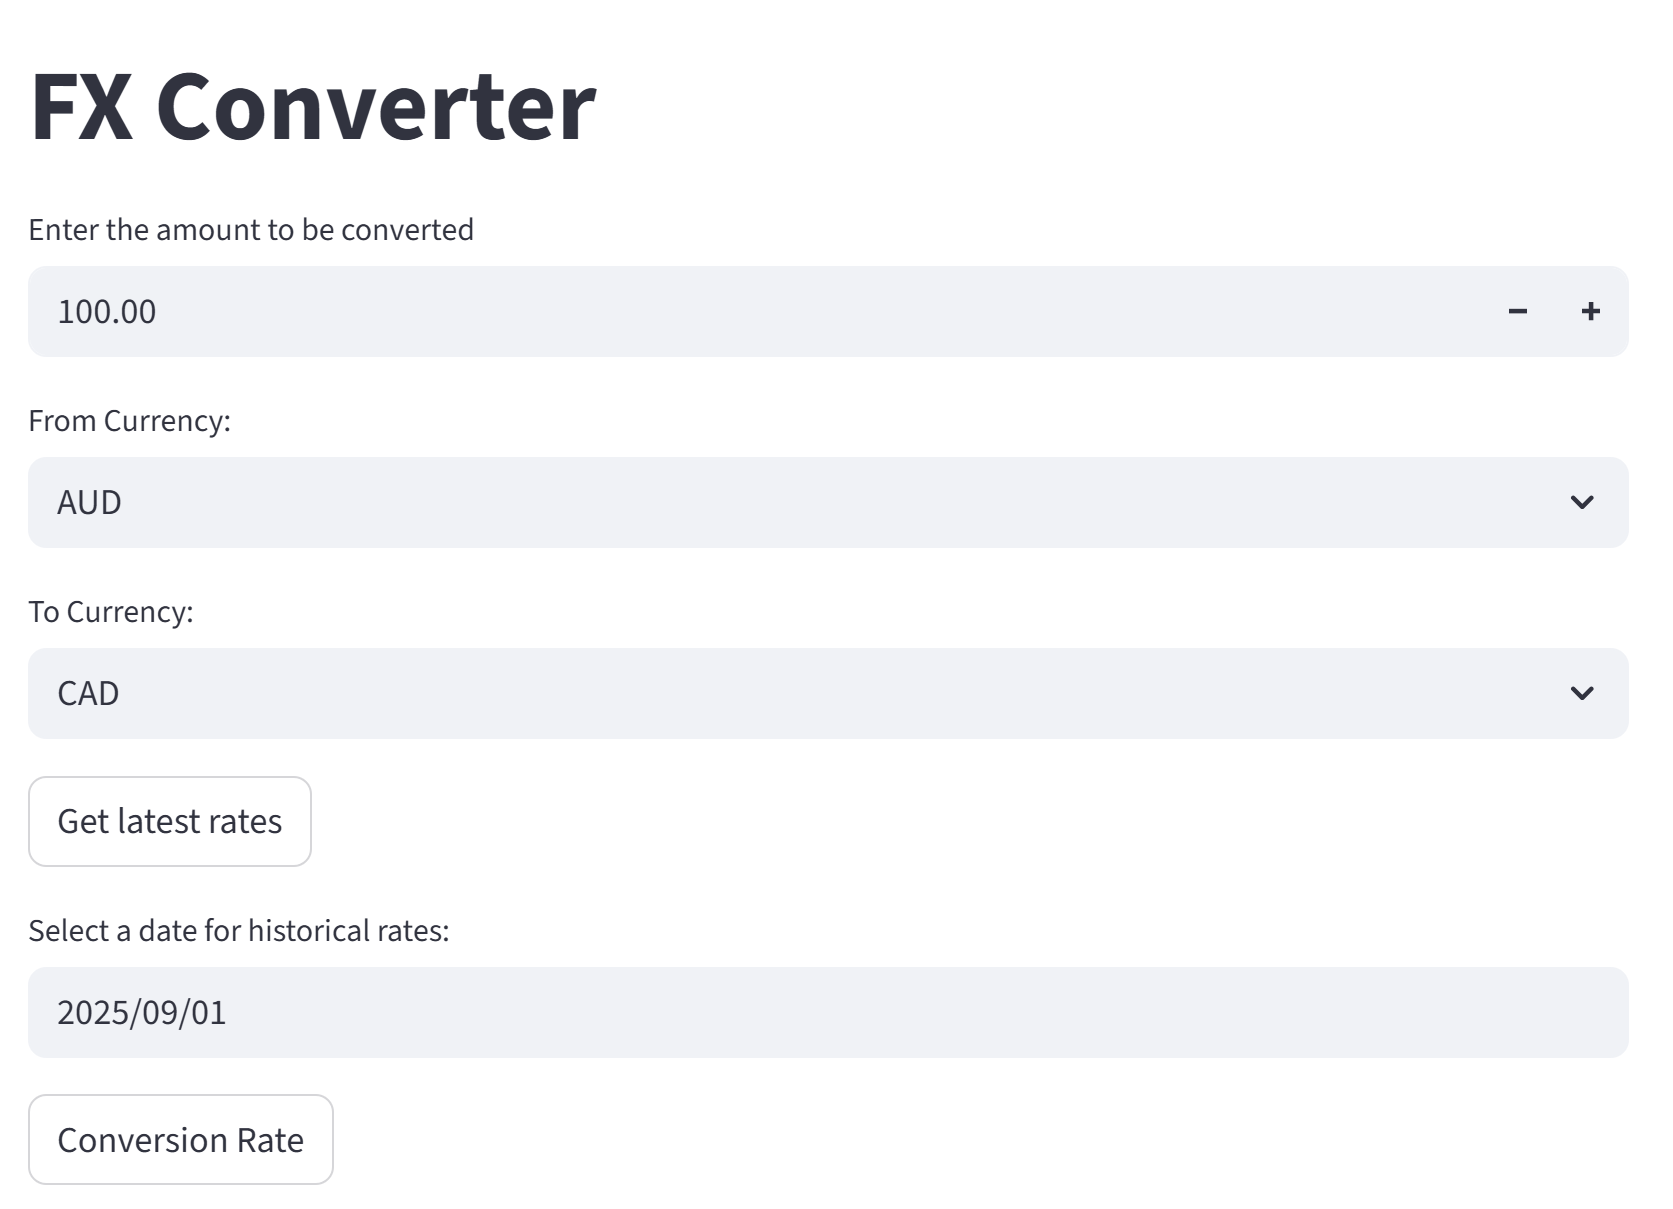 FX Converter
Enter the amount to be converted
100.00
From Currency:
AUD
To Currency:
CAD
Get latest rates
Select a date for historical rates:
2025/09/01
Conversion Rate